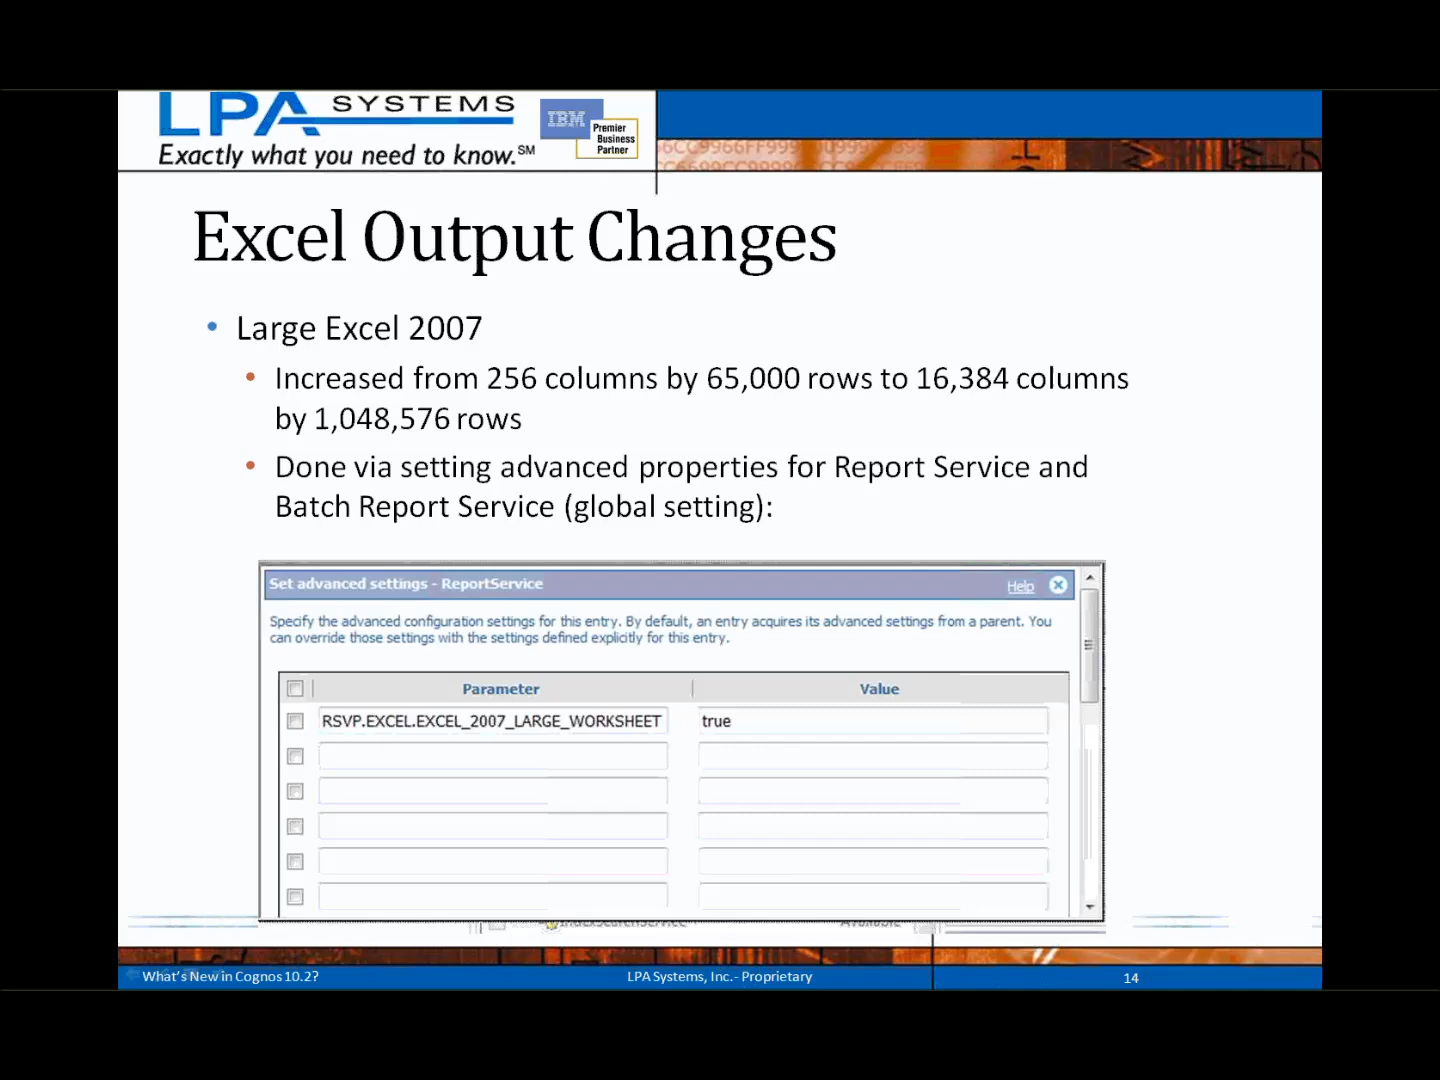 LPA SYSTEMS
Exactly what you need to know.SM
IBM
Premier
Business
Partner
Excel Output Changes
• Large Excel 2007
• Increased from 256 columns by 65,000 rows to 16,384 columns
by 1,048,576 rows
• Done via setting advanced properties for Report Service and
Batch Report Service (global setting):
Set advanced settings - ReportService
Help
Specify the advanced configuration settings for this entry. By default, an entry acquires its advanced settings from a parent. You
can override those settings with the settings defined explicitly for this entry.
Parameter Value
RSVP.EXCEL.EXCEL_2007_LARGE_WORKSHEET true
IndexSearchService Available
What's New in Cognos 10.2? LPA Systems, Inc. - Proprietary 14